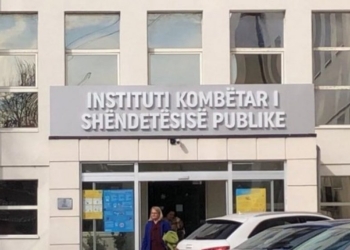 INSTITUTI KOMBËTAR I
SHËNDETËSISË PUBLIKE